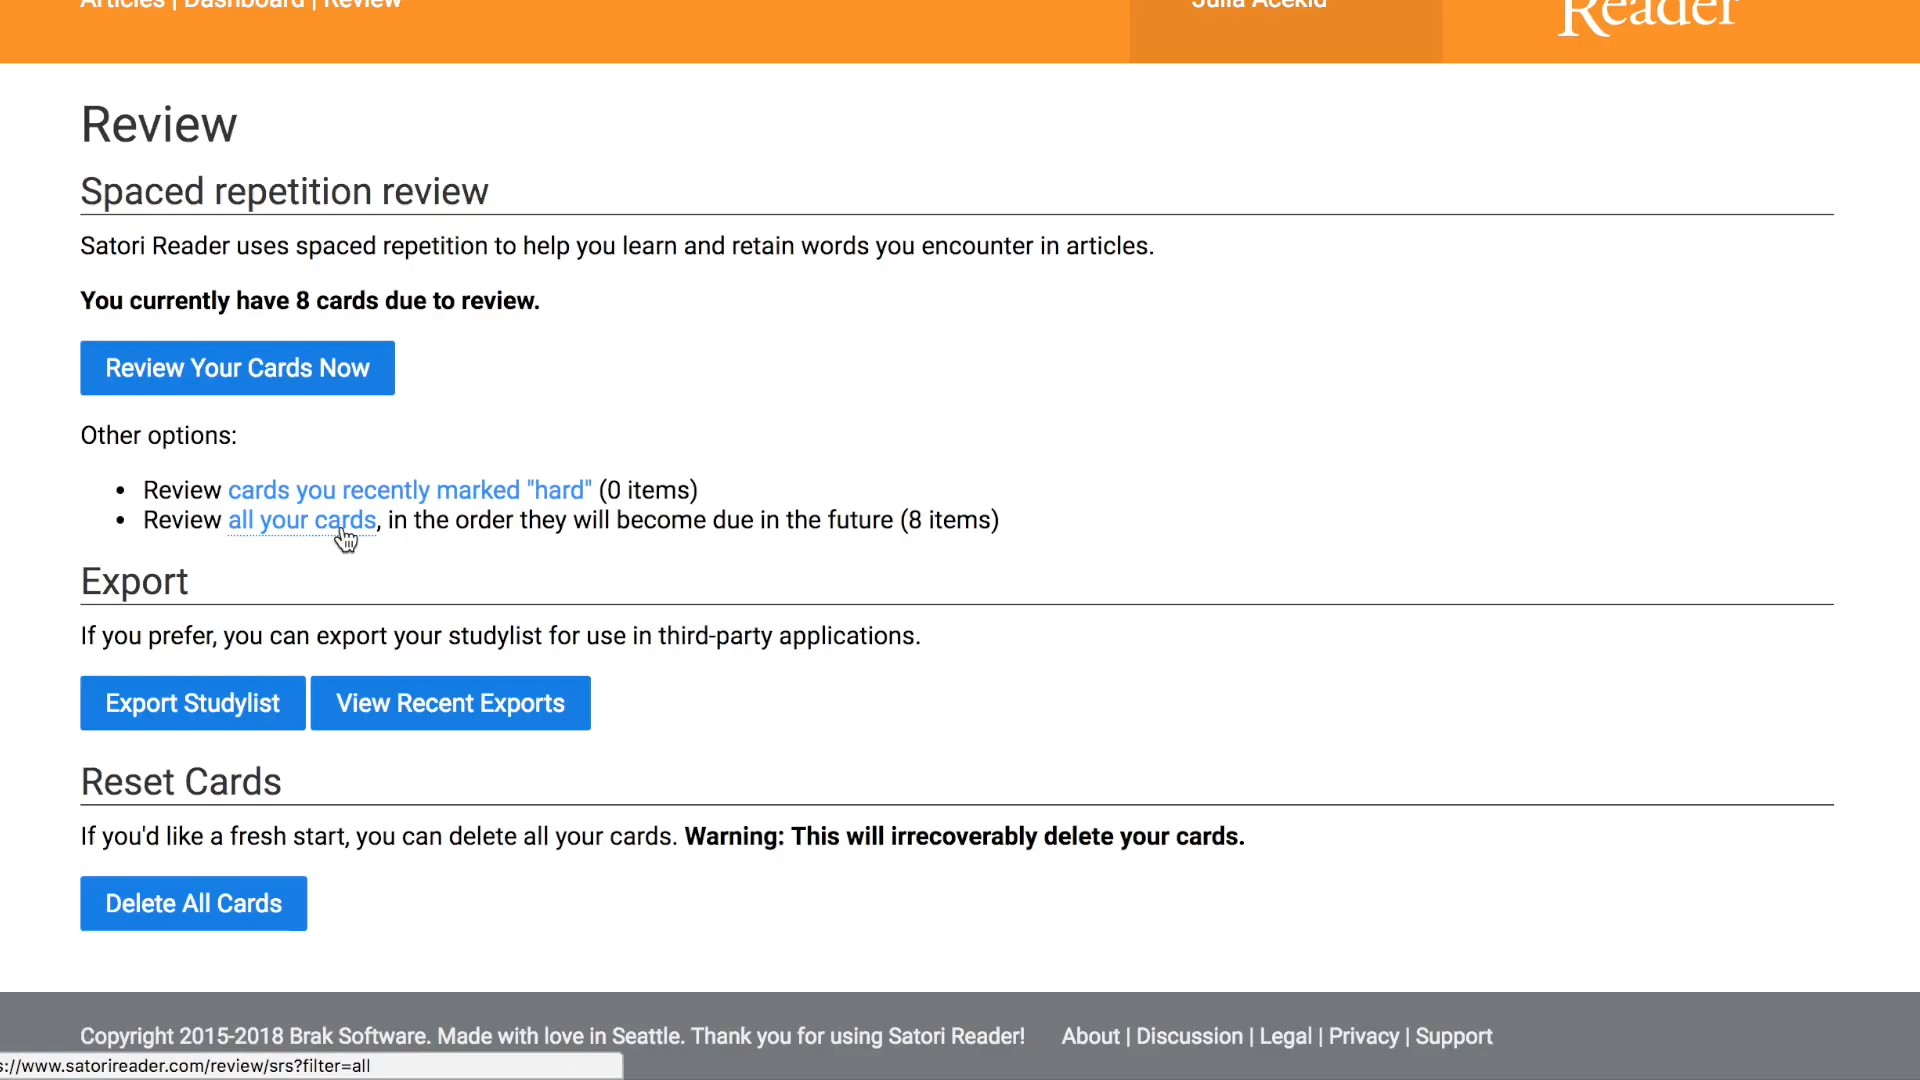 Articles | Dashboard | Review
Julia Acekid
Reader
Review
Spaced repetition review
Satori Reader uses spaced repetition to help you learn and retain words you encounter in articles.
You currently have 8 cards due to review.
Review Your Cards Now
Other options:
• Review cards you recently marked "hard" (0 items)
• Review all your cards, in the order they will become due in the future (8 items)
Export
If you prefer, you can export your studylist for use in third-party applications.
Export Studylist
View Recent Exports
Reset Cards
If you'd like a fresh start, you can delete all your cards. Warning: This will irrecoverably delete your cards.
Delete All Cards
Copyright 2015-2018 Brak Software. Made with love in Seattle. Thank you for using Satori Reader!
About | Discussion | Legal | Privacy | Support
s://www.satorireader.com/review/srs?filter=all